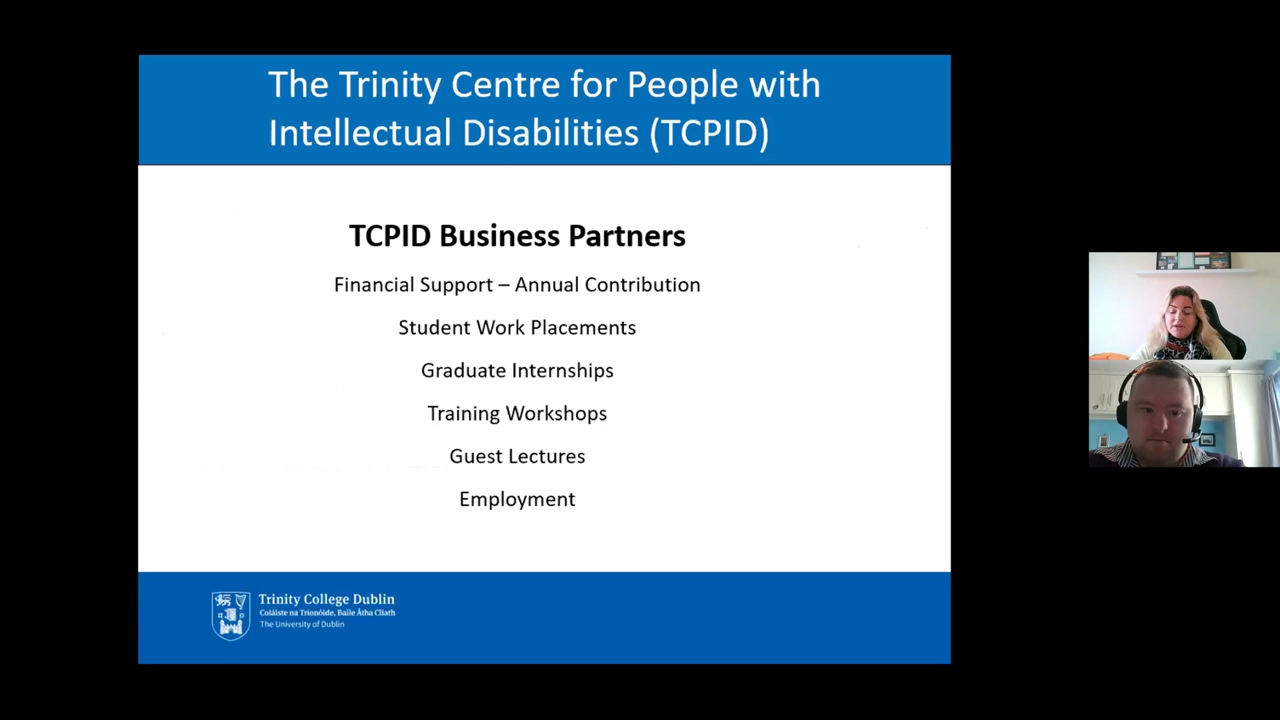 The Trinity Centre for People with
Intellectual Disabilities (TCPID)
TCPID Business Partners
Financial Support – Annual Contribution
Student Work Placements
Graduate Internships
Training Workshops
Guest Lectures
Employment
Trinity College Dublin
Coláiste na Tríonóide, Baile Átha Cliath
The University of Dublin